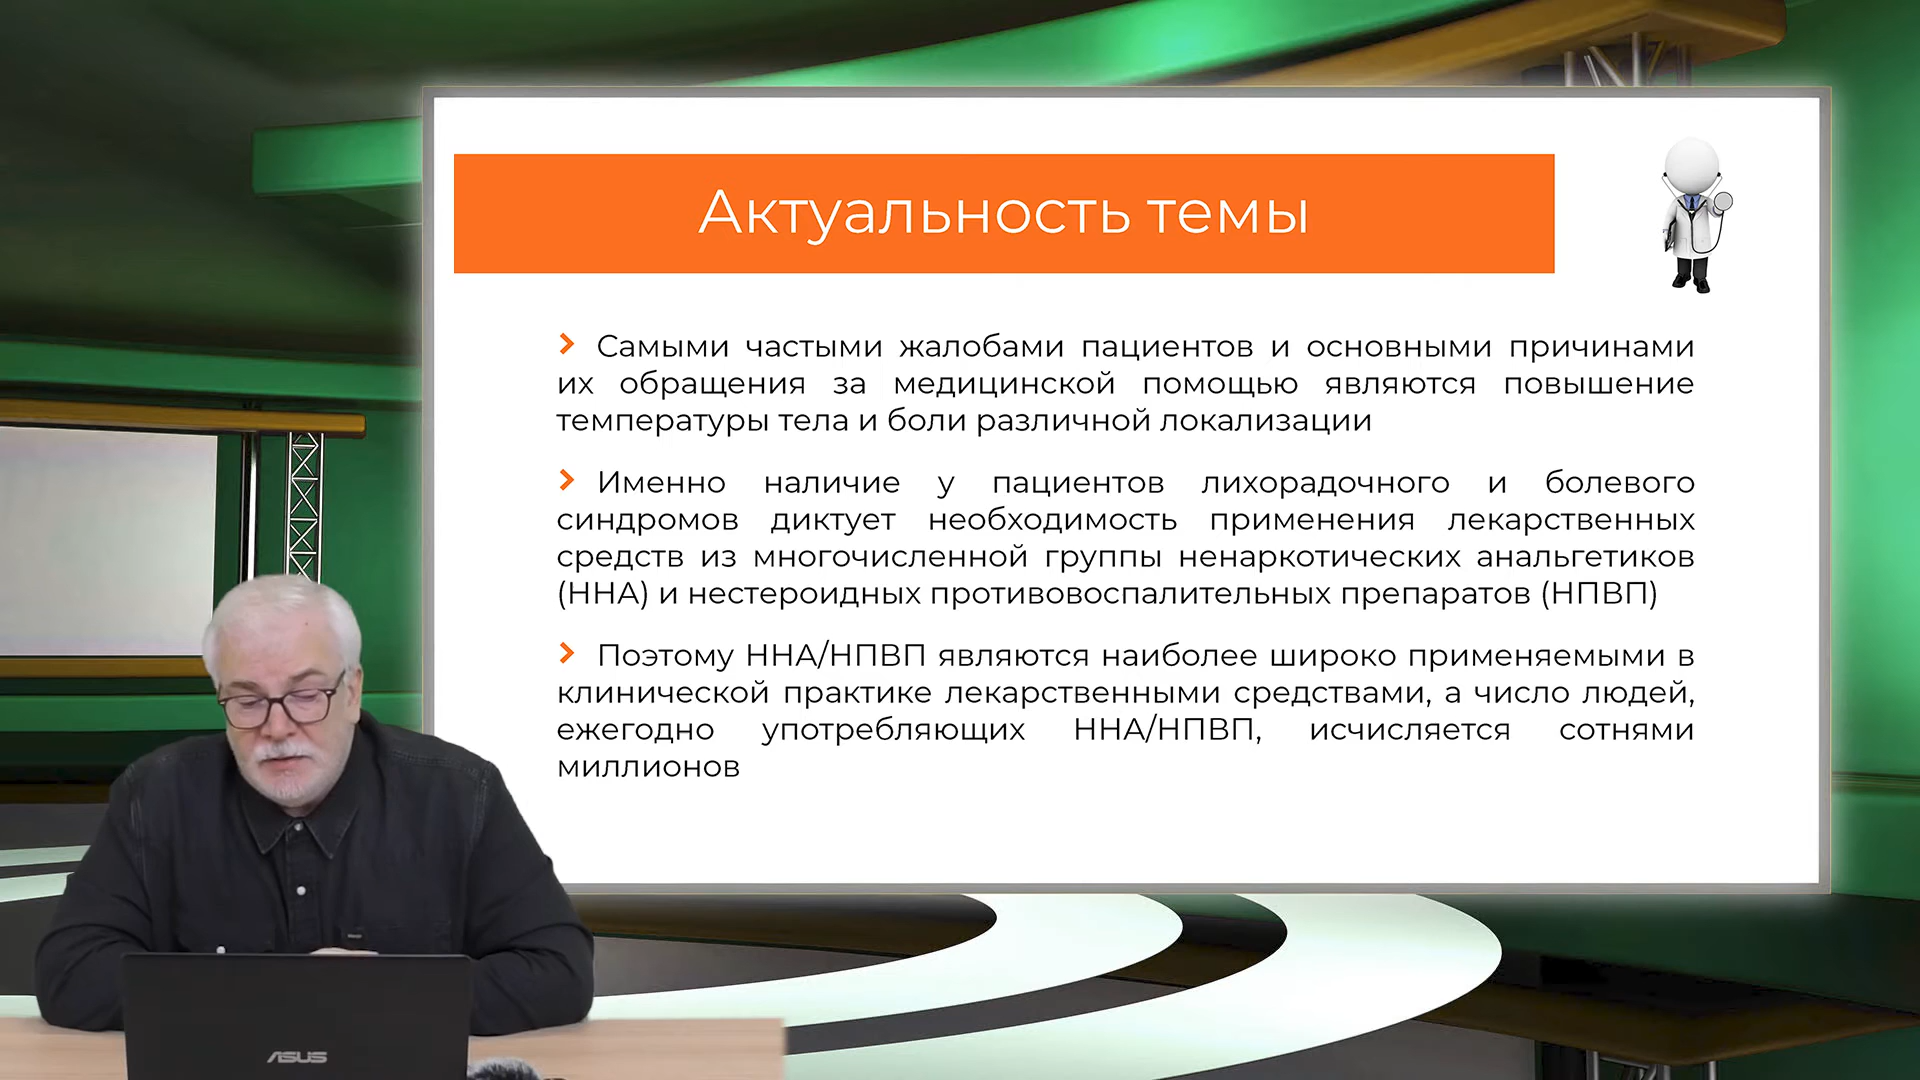 Актуальность темы
Самыми частыми жалобами пациентов и основными причинами
их обращения за медицинской помощью являются повышение
температуры тела и боли различной локализации
Именно наличие у пациентов лихорадочного и болевого
синдромов диктует необходимость применения лекарственных
средств из многочисленной группы ненаркотических анальгетиков
(ННА) и нестероидных противовоспалительных препаратов (НПВП)
Поэтому ННА/НПВП являются наиболее широко применяемыми в
клинической практике лекарственными средствами, а число людей,
ежегодно употребляющих ННА/НПВП, исчисляется сотнями
миллионов
ASUS